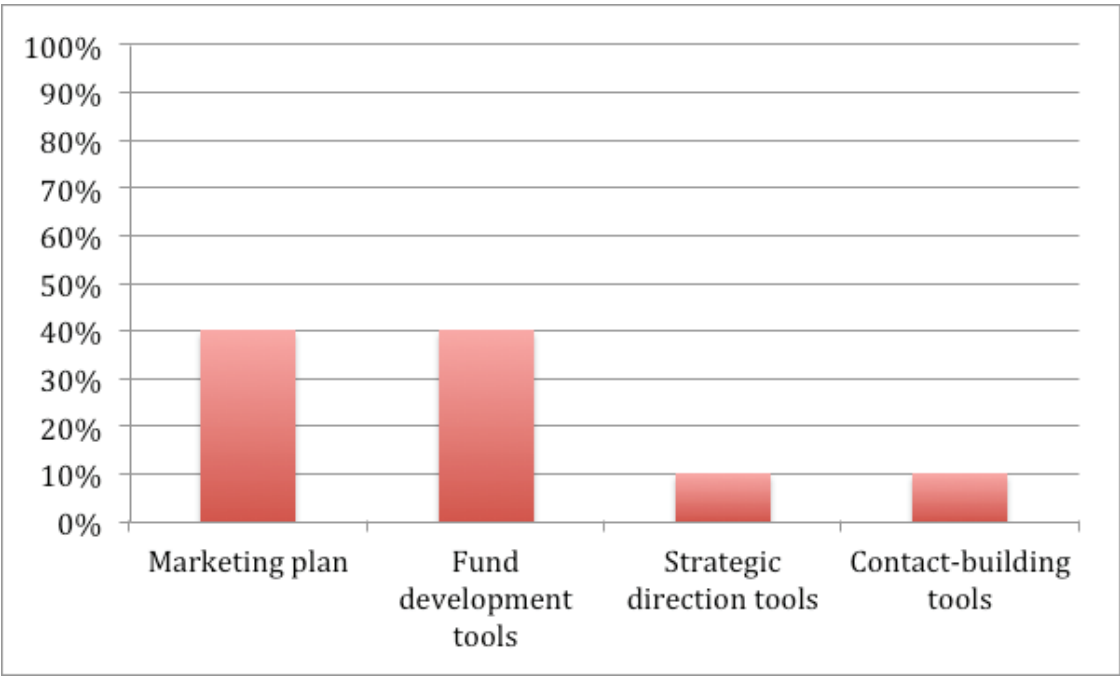 100%
90%
80%
70%
60%
50%
40%
30%
20%
10%
0%
Marketing plan
Fund
development
tools
Strategic
direction tools
Contact-building
tools